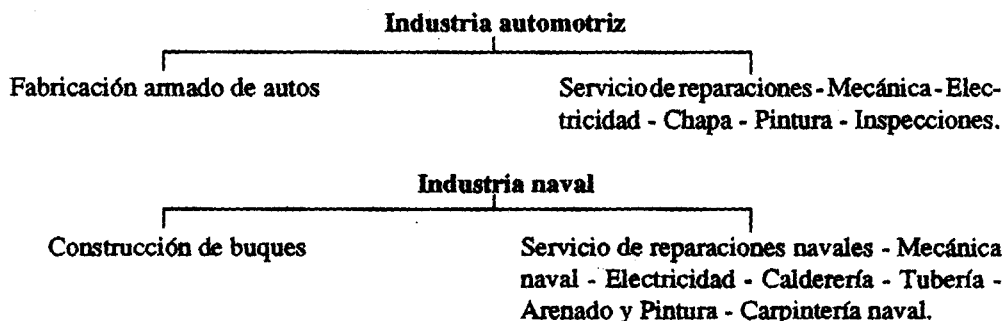 Industria automotriz
Fabricación armado de autos
Servicio de reparaciones - Mecánica - Elec-
tricidad - Chapa - Pintura - Inspecciones.
Industria naval
Construcción de buques
Servicio de reparaciones navales - Mecánica
naval - Electricidad - Calderería - Tubería -
Arenado y Pintura - Carpintería naval.